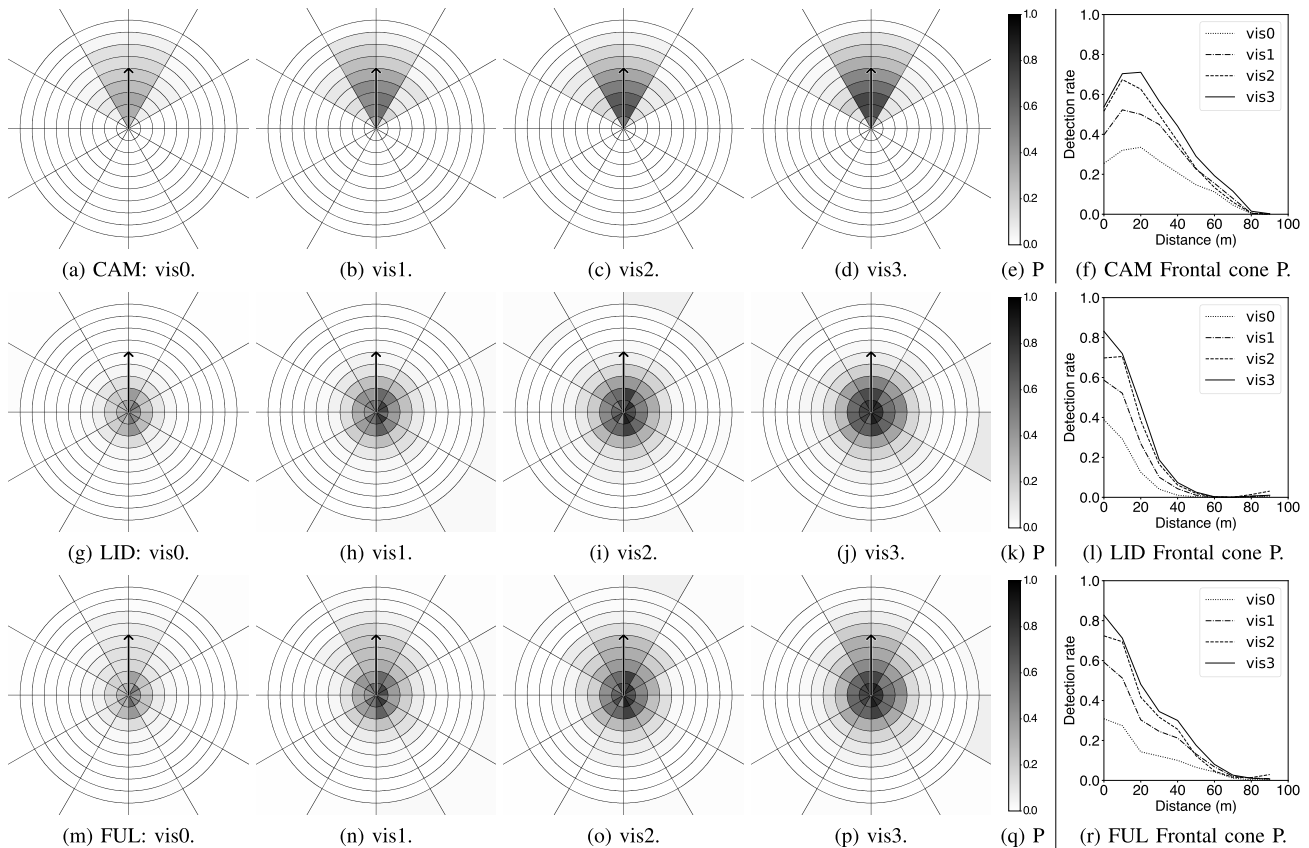 1.0
0.8
0.6
0.4
0.2
0.0
1.0
0.8
0.6
0.4
0.2
0.0
Detection rate
0 20 40 60 80 100
Distance (m)
vis0
vis1
vis2
vis3
(a) CAM: vis0.
(b) vis1.
(c) vis2.
(d) vis3.
(e) P
(f) CAM Frontal cone P.
1.0
0.8
0.6
0.4
0.2
0.0
1.0
0.8
0.6
0.4
0.2
0.0
Detection rate
0 20 40 60 80 100
Distance (m)
vis0
vis1
vis2
vis3
(g) LID: vis0.
(h) vis1.
(i) vis2.
(j) vis3.
(k) P
(l) LID Frontal cone P.
1.0
0.8
0.6
0.4
0.2
0.0
1.0
0.8
0.6
0.4
0.2
0.0
Detection rate
0 20 40 60 80 100
Distance (m)
vis0
vis1
vis2
vis3
(m) FUL: vis0.
(n) vis1.
(o) vis2.
(p) vis3.
(q) P
(r) FUL Frontal cone P.